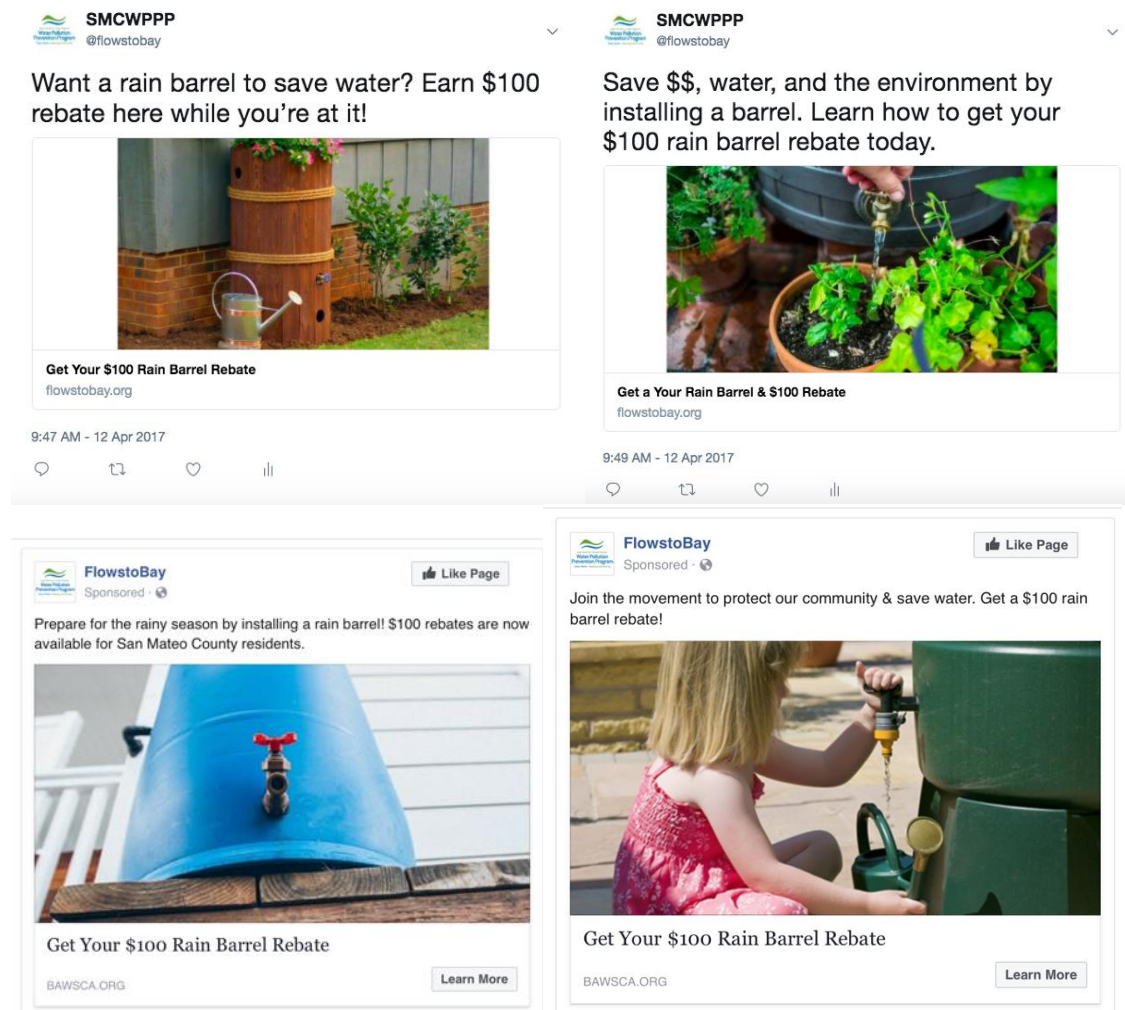 SMCWPPP
@flowstobay
Want a rain barrel to save water? Earn $100
rebate here while you're at it!
Get Your $100 Rain Barrel Rebate
flowstobay.org
9:47 AM - 12 Apr 2017
SMCWPPP
@flowstobay
Save $$, water, and the environment by
installing a barrel. Learn how to get your
$100 rain barrel rebate today.
Get a Your Rain Barrel & $100 Rebate
flowstobay.org
9:49 AM - 12 Apr 2017
FlowstoBay
Sponsored ·
Like Page
Prepare for the rainy season by installing a rain barrel! $100 rebates are now
available for San Mateo County residents.
Get Your $100 Rain Barrel Rebate
BAWSCA.ORG
Learn More
FlowstoBay
Sponsored ·
Like Page
Join the movement to protect our community & save water. Get a $100 rain
barrel rebate!
Get Your $100 Rain Barrel Rebate
BAWSCA.ORG
Learn More